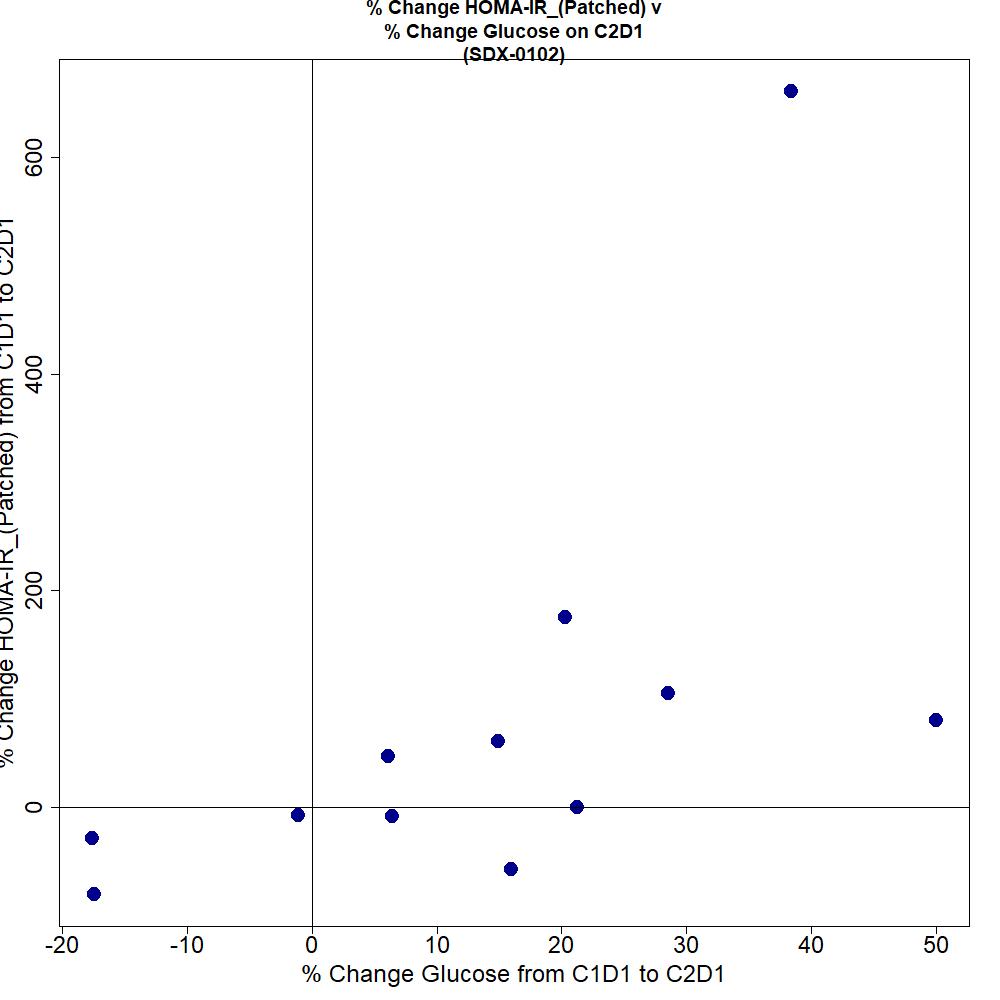 % Change HOMA-IR_(Patched) v
% Change Glucose on C2D1
(SDX-0102)
% Change HOMA-IR_(Patched) from C1D1 to C2D1
600
400
200
0
-20 -10 0 10 20 30 40 50
% Change Glucose from C1D1 to C2D1